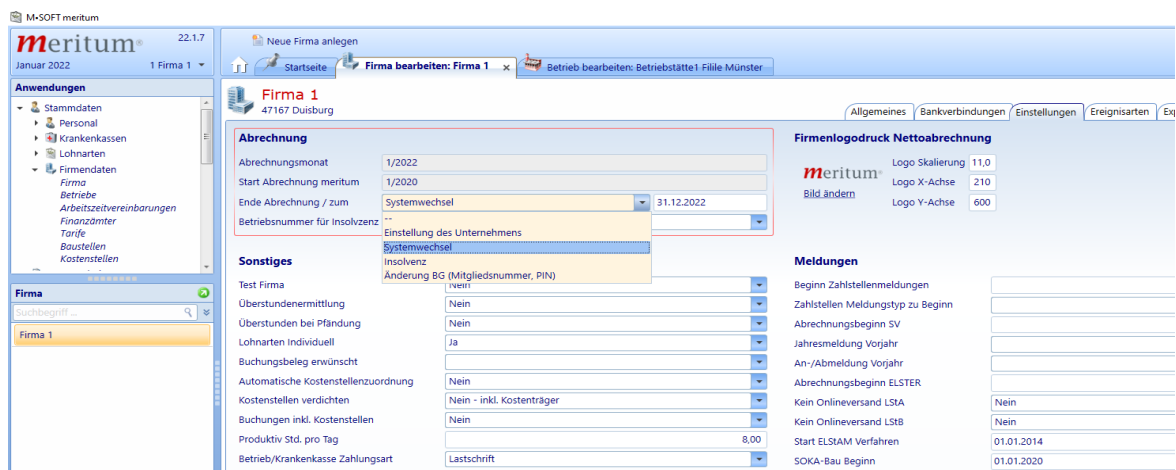 M•SOFT meritum
meritum® 22.1.7
Januar 2022 1 Firma 1
Neue Firma anlegen
Startseite Firma bearbeiten: Firma 1 x Betrieb bearbeiten: Betriebstätte1 Filile Münster
Anwendungen
Stammdaten
Personal
Krankenkassen
Lohnarten
Firmendaten
Firma
Betriebe
Arbeitszeitvereinbarungen
Finanzämter
Tarife
Baustellen
Kostenstellen
Firma
Suchbegriff ...
Firma 1
Firma 1
47167 Duisburg
Allgemeines Bankverbindungen Einstellungen Ereignisarten
Abrechnung
Abrechnungsmonat 1/2022
Start Abrechnung meritum 1/2020
Ende Abrechnung / zum Systemwechsel 31.12.2022
Betriebsnummer für Insolvenz
--
Einstellung des Unternehmens
Systemwechsel
Insolvenz
Änderung BG (Mitgliedsnummer, PIN)
Firmenlogodruck Nettoabrechnung
meritum
Bild ändern
Logo Skalierung 11,0
Logo X-Achse 210
Logo Y-Achse 600
Sonstiges
Test Firma Nein
Überstundenermittlung Nein
Überstunden bei Pfändung Nein
Lohnarten Individuell Ja
Buchungsbeleg erwünscht
Automatische Kostenstellenzuordnung Nein
Kostenstellen verdichten Nein - inkl. Kostenträger
Buchungen inkl. Kostenstellen Nein
Produktiv Std. pro Tag 8,00
Betrieb/Krankenkasse Zahlungsart Lastschrift
Meldungen
Beginn Zahlstellenmeldungen
Zahlstellen Meldungstyp zu Beginn
Abrechnungsbeginn SV
Jahresmeldung Vorjahr
An-/Abmeldung Vorjahr
Abrechnungsbeginn ELSTER
Kein Onlineversand LStA Nein
Kein Onlineversand LStB Nein
Start ELStAM Verfahren 01.01.2014
SOKA-Bau Beginn 01.01.2020